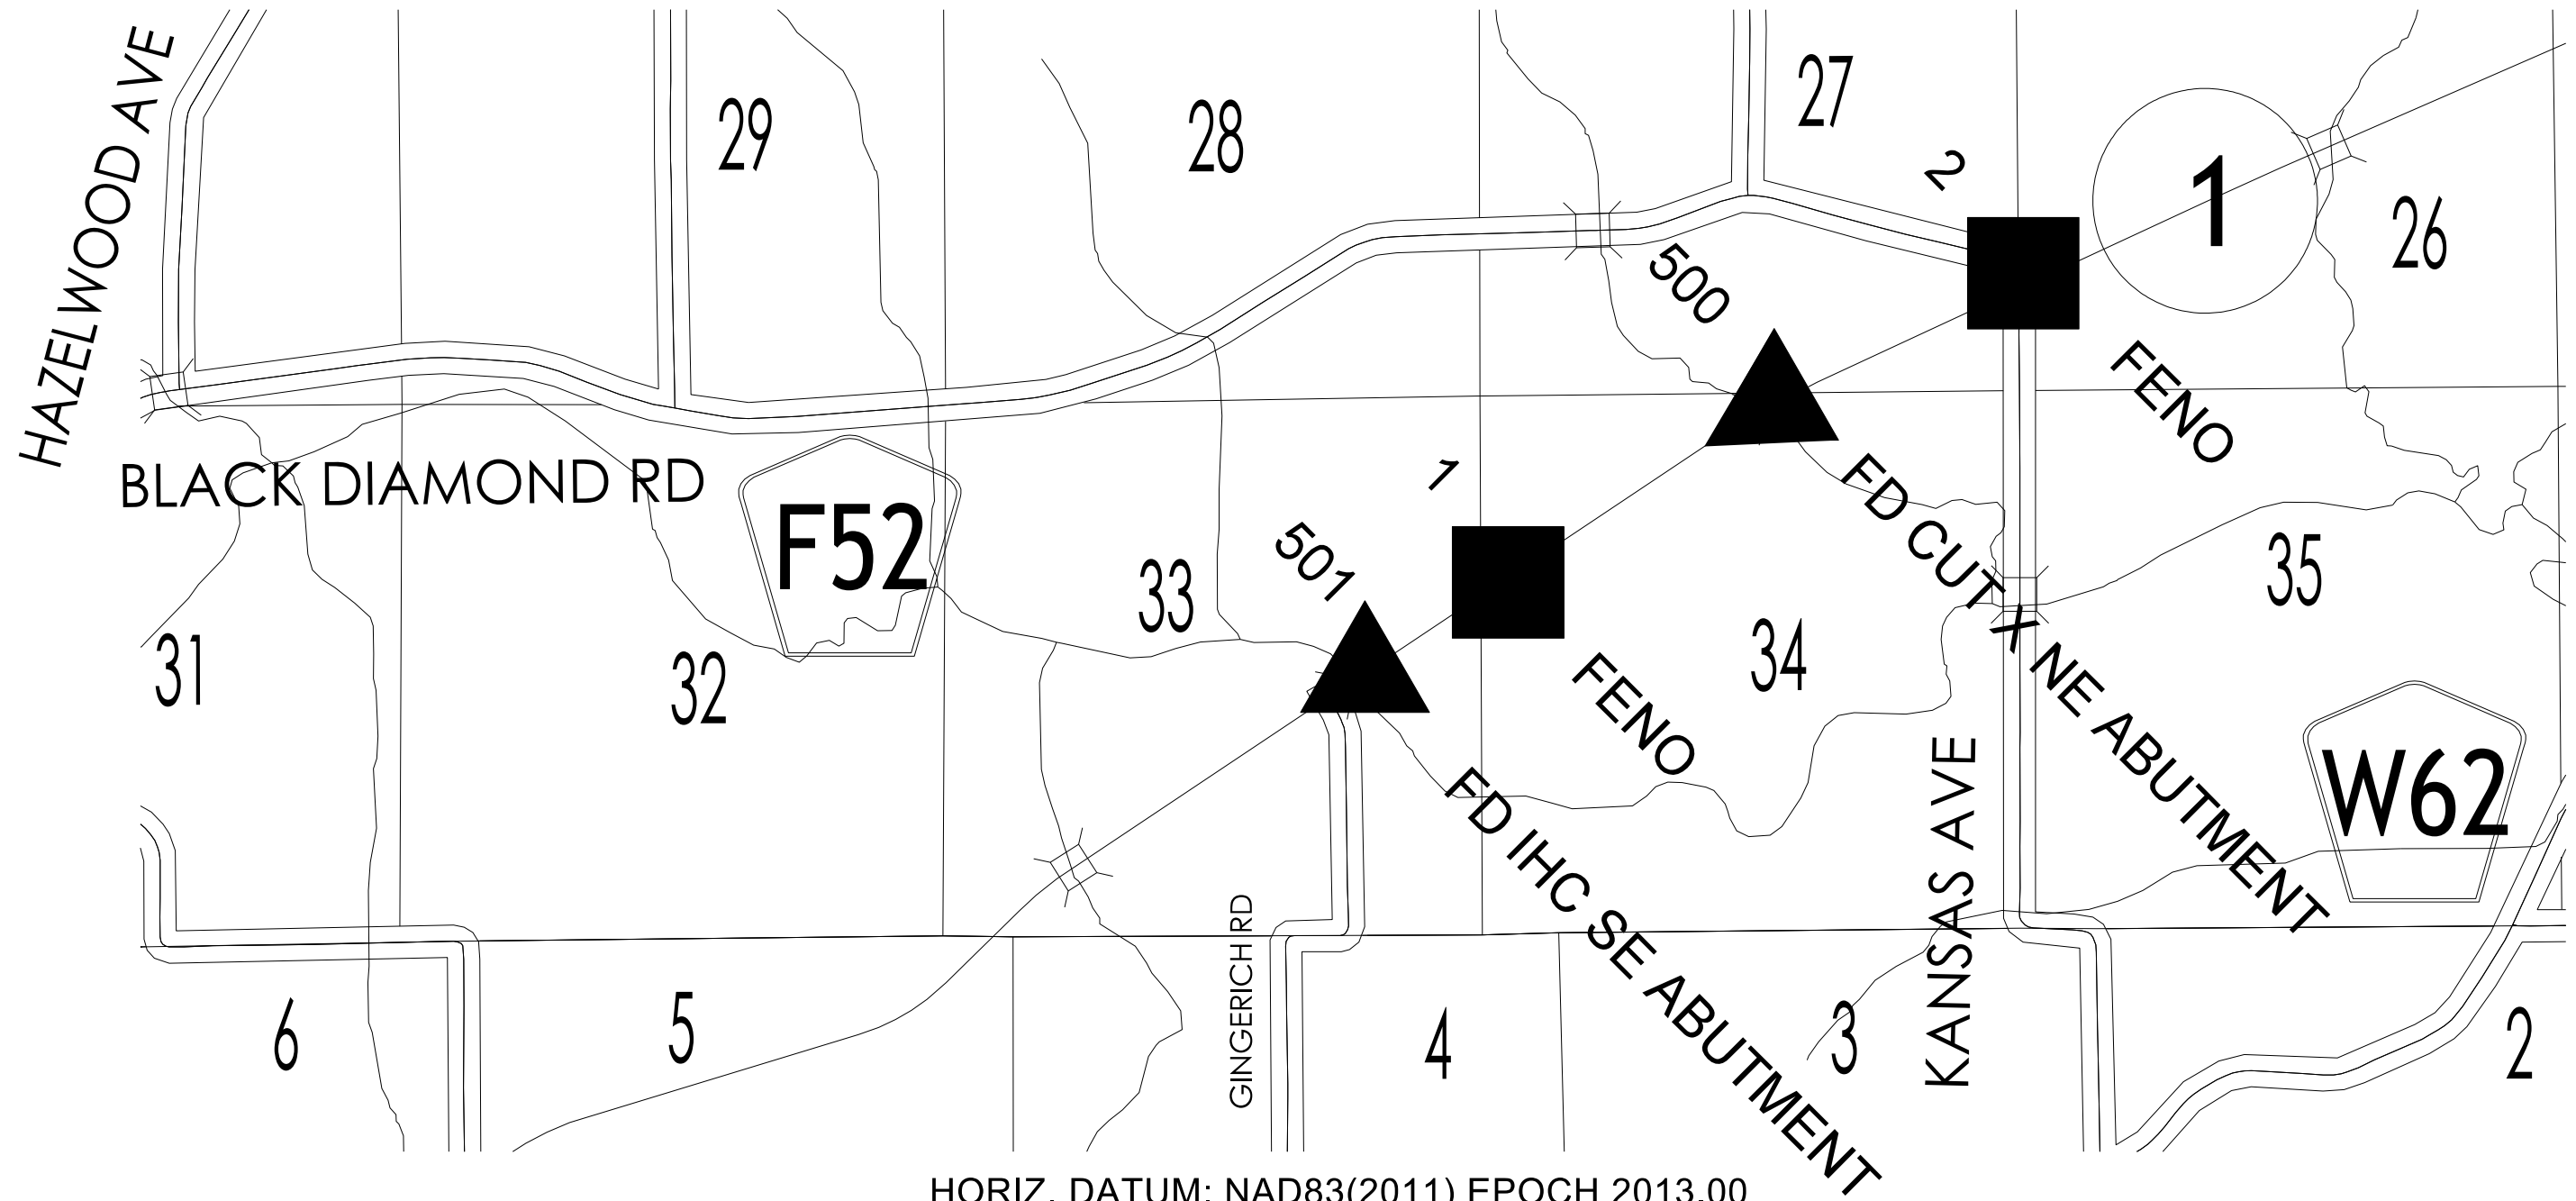 HAZELWOOD AVE
29
28
27
2
1
26
500
FENO
BLACK DIAMOND RD
F52
1
FD CUT X NE ABUTMENT
501
33
35
31
32
FENO
34
W62
FD IHC SE ABUTMENT
KANSAS AVE
GINGERICH RD
6
5
4
3
2
HORIZ. DATUM: NAD83(2011) EPOCH 2013.00